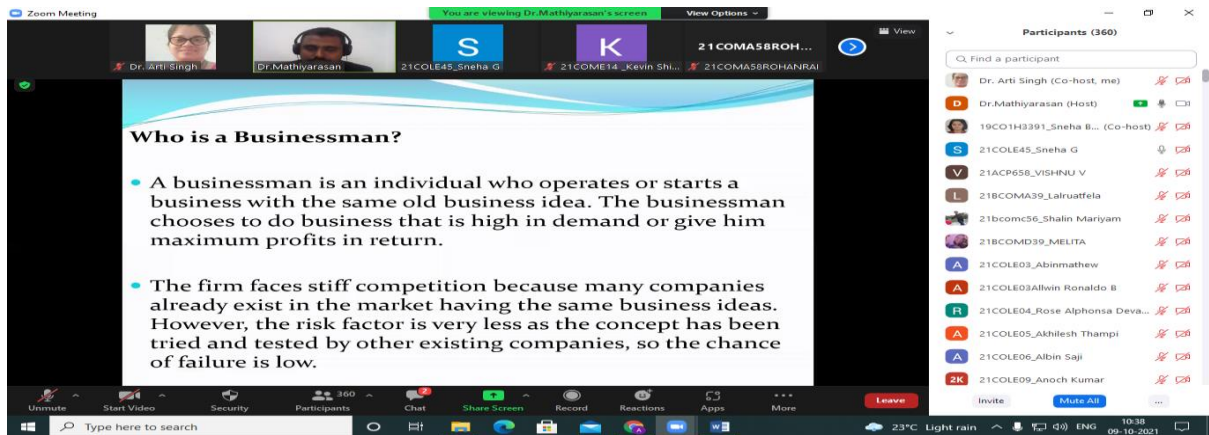 Zoom Meeting
You are viewing Dr.Mathiyarasan's screen
View Options
View
Dr. Arti Singh
Dr.Mathiyarasan
S
21COLE45_Sneha G
K
21COME14 _Kevin Shi...
21COMA58ROH...
21COMA58ROHANRAI
Who is a Businessman?
A businessman is an individual who operates or starts a
business with the same old business idea. The businessman
chooses to do business that is high in demand or give him
maximum profits in return.
The firm faces stiff competition because many companies
already exist in the market having the same business ideas.
However, the risk factor is very less as the concept has been
tried and tested by other existing companies, so the chance
of failure is low.
Participants (360)
Find a participant
Dr. Arti Singh (Co-host, me)
D Dr.Mathiyarasan (Host)
19CO1H3391_Sneha B... (Co-host)
S 21COLE45_Sneha G
V 21ACP658_VISHNU V
L 21BCOMA39_Lalruatfela
21bcomc56_Shalin Mariyam
21BCOMD39_MELITA
A 21COLE03_Abinmathew
A 21COLE03Allwin Ronaldo B
R 21COLE04_Rose Alphonsa Deva...
A 21COLE05_Akhilesh Thampi
A 21COLE06_Albin Saji
2K 21COLE09_Anoch Kumar
Invite
Mute All
...
Unmute
Start Video
Security
360
Participants
2
Chat
Share Screen
Record
Reactions
Apps
More
Leave
Type here to search
23°C Light rain
ENG
10:38
09-10-2021